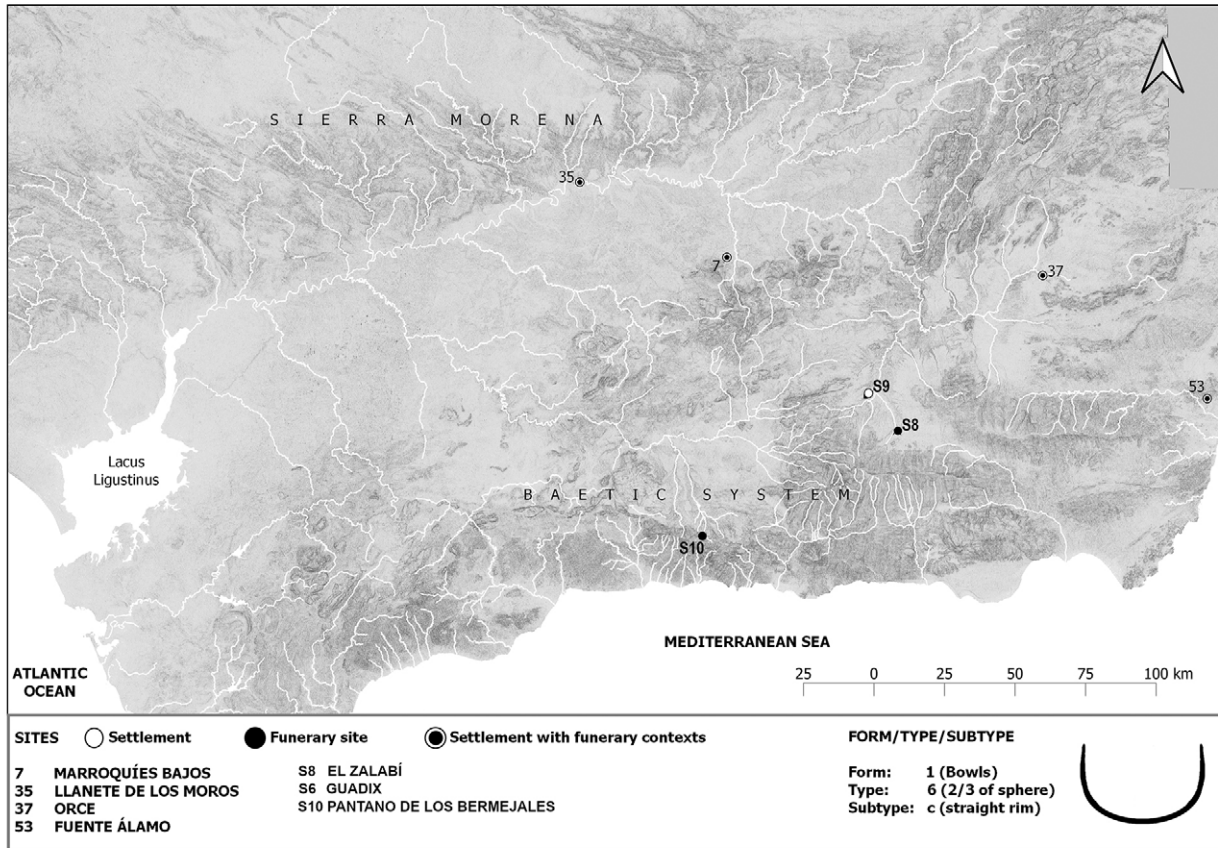 SIERRA MORENA
35
7
37
S9
53
S8
Lacus
Ligustinus
BAETIC SYSTEM
S10
MEDITERRANEAN SEA
ATLANTIC
OCEAN
25 0 25 50 75 100 km
SITES Settlement Funerary site Settlement with funerary contexts
7 MARROQUÍES BAJOS
35 LLANETE DE LOS MOROS
37 ORCE
53 FUENTE ÁLAMO
S8 EL ZALABÍ
S6 GUADIX
S10 PANTANO DE LOS BERMEJALES
FORM/TYPE/SUBTYPE
Form: 1 (Bowls)
Type: 6 (2/3 of sphere)
Subtype: c (straight rim)